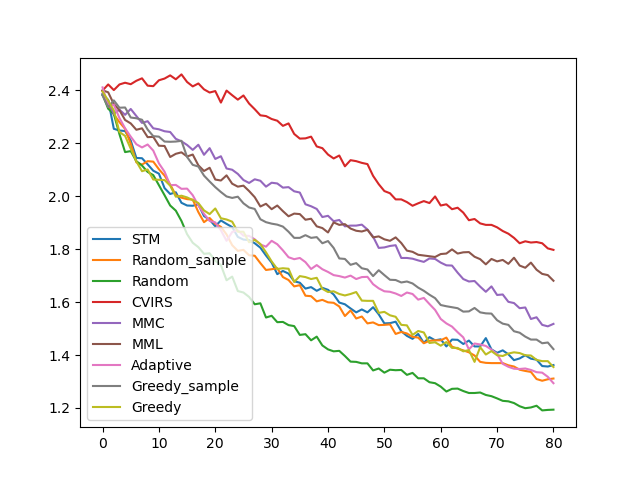 2.4
2.2
2.0
1.8
1.6
1.4
1.2
STM
Random_sample
Random
CVIRS
MMC
MML
Adaptive
Greedy_sample
Greedy
0 10 20 30 40 50 60 70 80